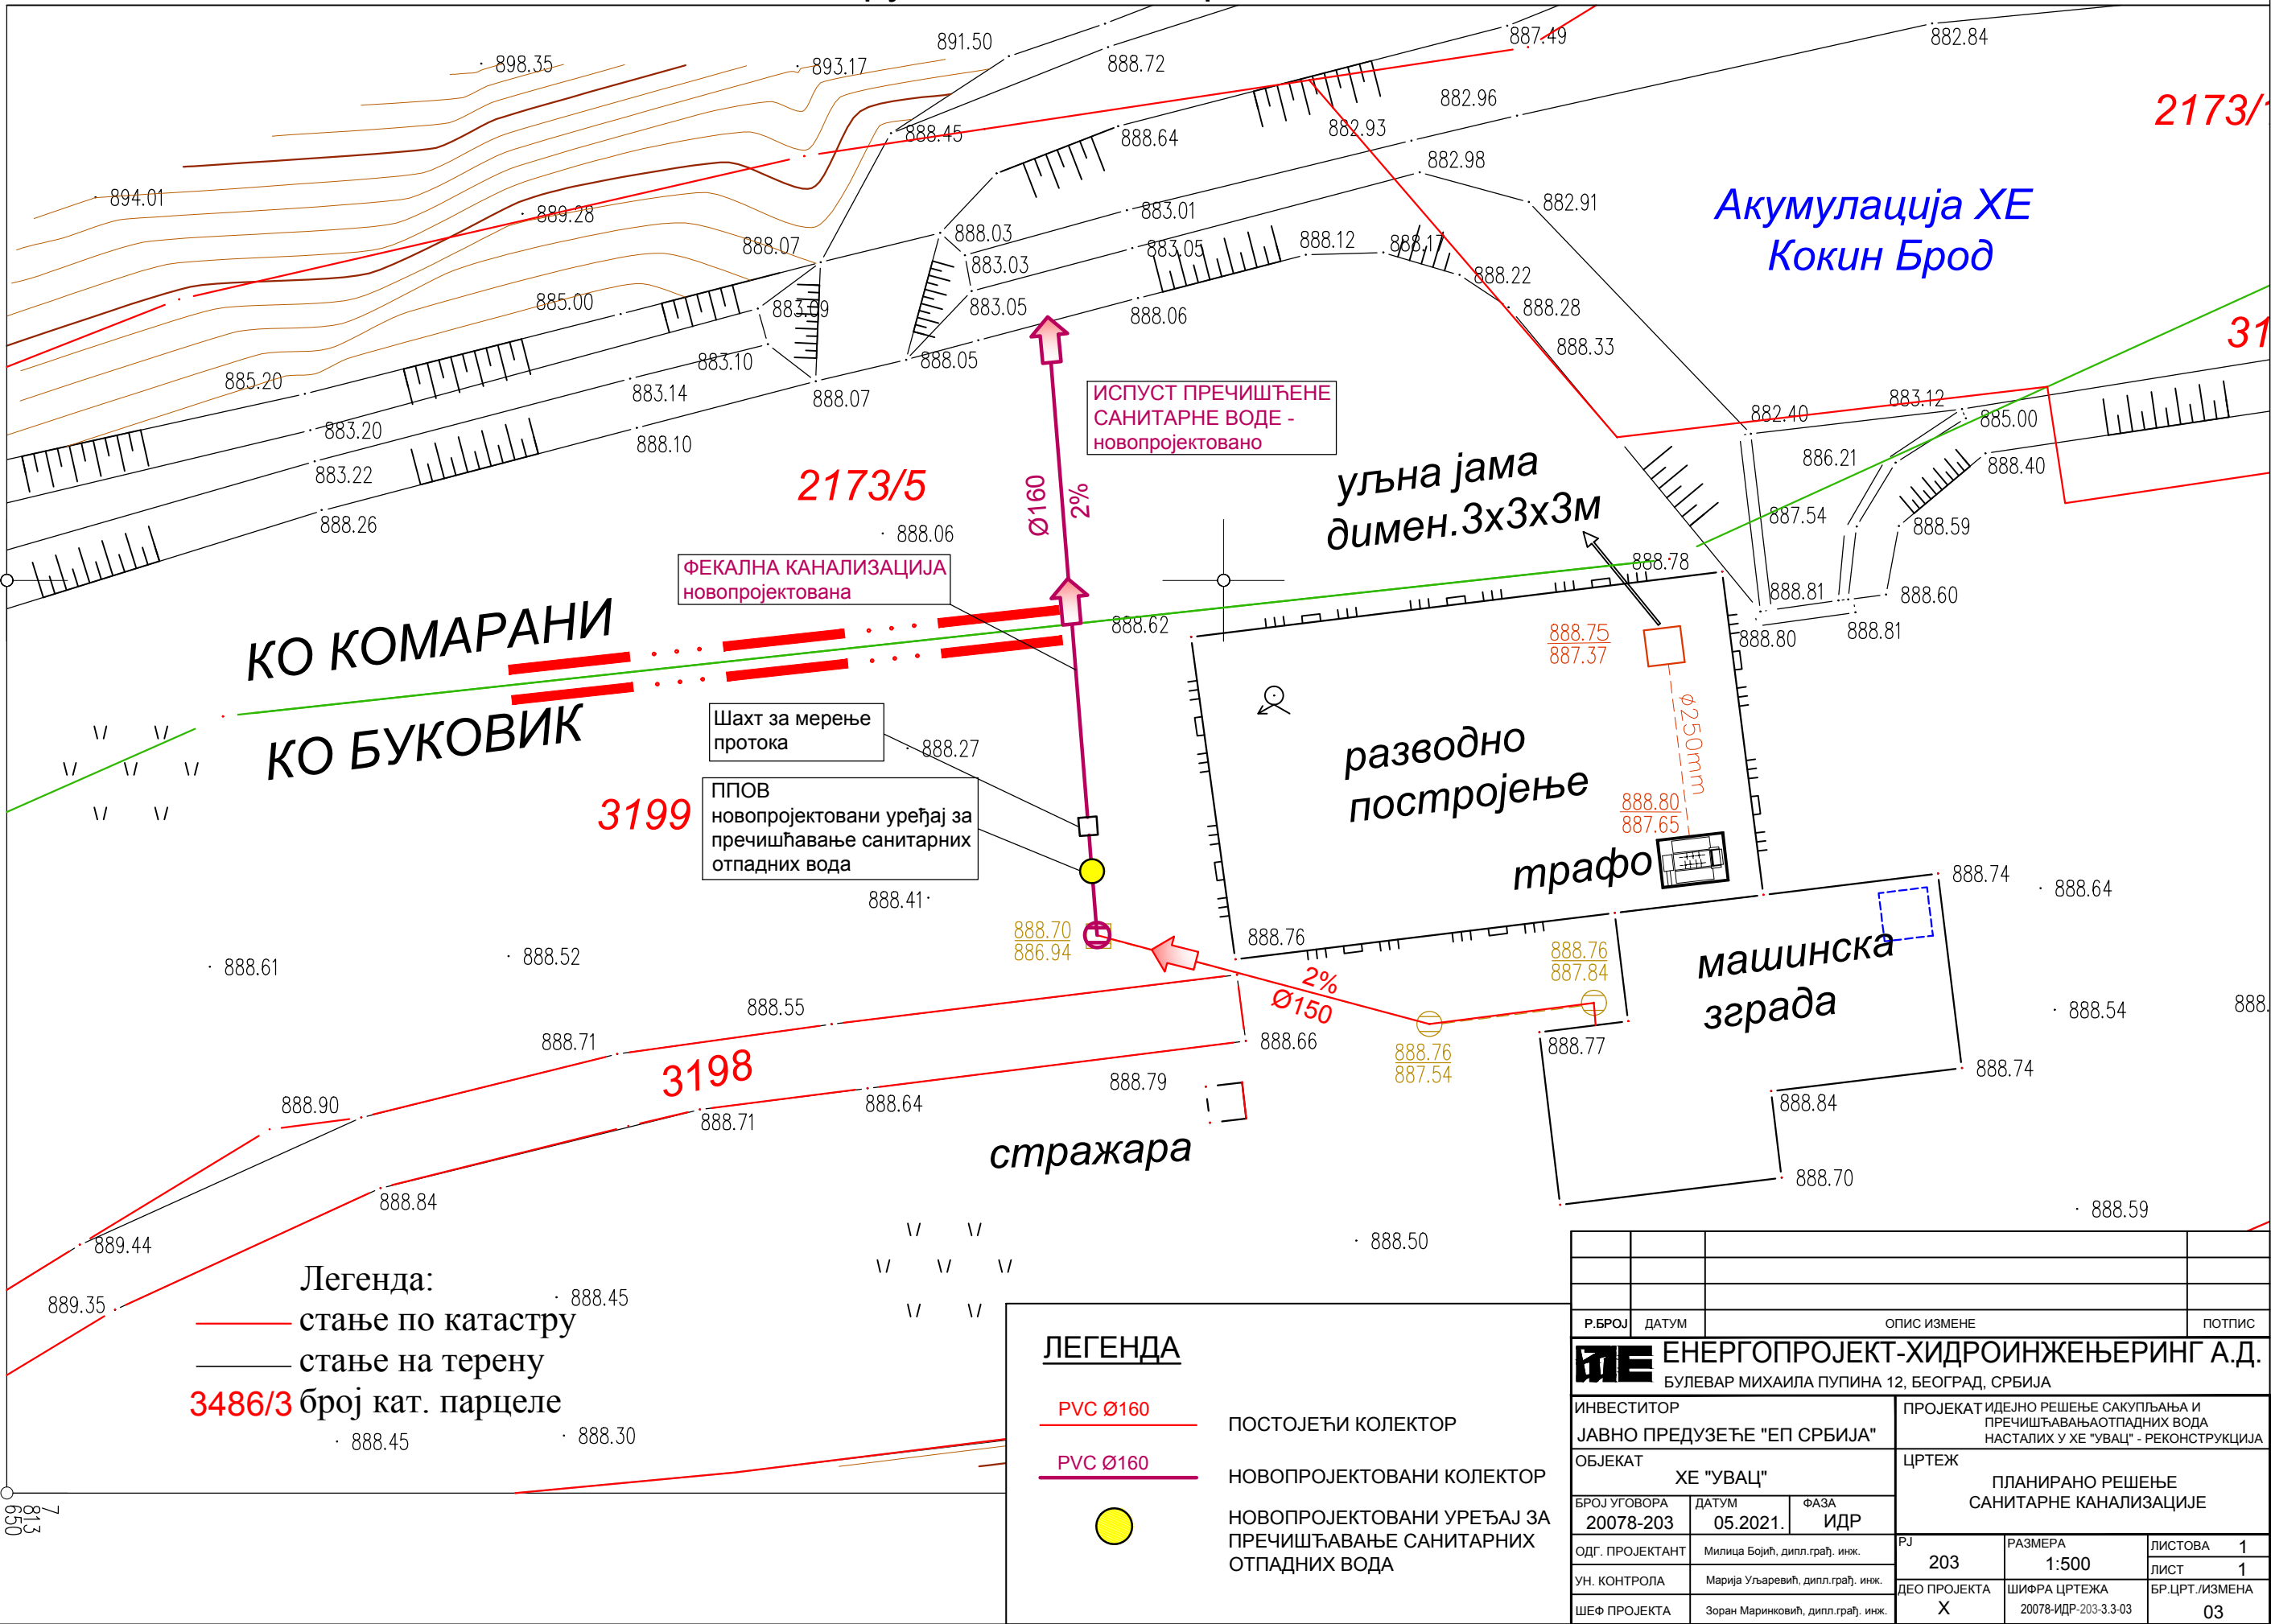 891.50
887.49
882.84
898.35
893.17
888.72
882.96
2173/
888.45
888.64
882.93
882.98
894.01
889.28
883.01
882.91
Акумулација ХЕ
Кокин Брод
888.07
888.03
883.05
888.12
888.17
883.03
888.22
885.00
883.09
883.05
888.06
888.28
31
883.10
888.05
888.33
885.20
883.14
888.07
ИСПУСТ ПРЕЧИШЋЕНЕ
САНИТАРНЕ ВОДЕ -
новопројектовано
883.12
882.40
885.00
883.20
888.10
886.21
888.40
883.22
2173/5
Ø160
2%
уљна јама
димен.3x3x3м
888.26
888.06
887.54
888.59
ФЕКАЛНА КАНАЛИЗАЦИЈА
новопројектована
888.78
888.81
888.60
КО КОМАРАНИ
888.62
888.75
887.37
888.80
888.81
КО БУКОВИК
Шахт за мерење
протока
888.27
ø250mm
разводно
постројење
3199
ППОВ
новопројектовани уређај за
пречишћавање санитарних
отпадних вода
888.80
887.65
трафо
888.41
888.74
888.64
888.70
886.94
888.76
888.76
887.84
888.61
888.52
машинска
зграда
2%
Ø150
888.55
888.54
888.
888.71
888.66
888.76
887.54
888.77
3198
888.79
888.74
888.90
888.64
888.71
888.84
стражара
888.70
888.84
888.59
889.44
888.50
Легенда:
889.35
888.45
стање по катастру
стање на терену
3486/3 број кат. парцеле
888.45
888.30
7
813
650
ЛЕГЕНДА
PVC Ø160
ПОСТОЈЕЋИ КОЛЕКТОР
PVC Ø160
НОВОПРОЈЕКТОВАНИ КОЛЕКТОР
НОВОПРОЈЕКТОВАНИ УРЕЂАЈ ЗА
ПРЕЧИШЋАВАЊЕ САНИТАРНИХ
ОТПАДНИХ ВОДА
Р.БРОЈ ДАТУМ ОПИС ИЗМЕНЕ ПОТПИС
ЕНЕРГОПРОЈЕКТ-ХИДРОИНЖЕЊЕРИНГ А.Д.
БУЛЕВАР МИХАИЛА ПУПИНА 12, БЕОГРАД, СРБИЈА
ИНВЕСТИТОР
ЈАВНО ПРЕДУЗЕЋЕ "ЕП СРБИЈА"
ПРОЈЕКАТ ИДЕЈНО РЕШЕЊЕ САКУПЉАЊА И
ПРЕЧИШЋАВАЊАОТПАДНИХ ВОДА
НАСТАЛИХ У ХЕ "УВАЦ" - РЕКОНСТРУКЦИЈА
ОБЈЕКАТ
ХЕ "УВАЦ"
ЦРТЕЖ
ПЛАНИРАНО РЕШЕЊЕ
САНИТАРНЕ КАНАЛИЗАЦИЈЕ
БРОЈ УГОВОРА ДАТУМ ФАЗА
20078-203 05.2021. ИДР
ОДГ. ПРОЈЕКТАНТ Милица Бојић, дипл.грађ. инж.
УН. КОНТРОЛА Марија Уљаревић, дипл.грађ. инж.
ШЕФ ПРОЈЕКТА Зоран Маринковић, дипл.грађ. инж.
РЈ РАЗМЕРА ЛИСТОВА 1
203 1:500 ЛИСТ 1
ДЕО ПРОЈЕКТА ШИФРА ЦРТЕЖА БР.ЦРТ./ИЗМЕНА
X 20078-ИДР-203-3.3-03 03